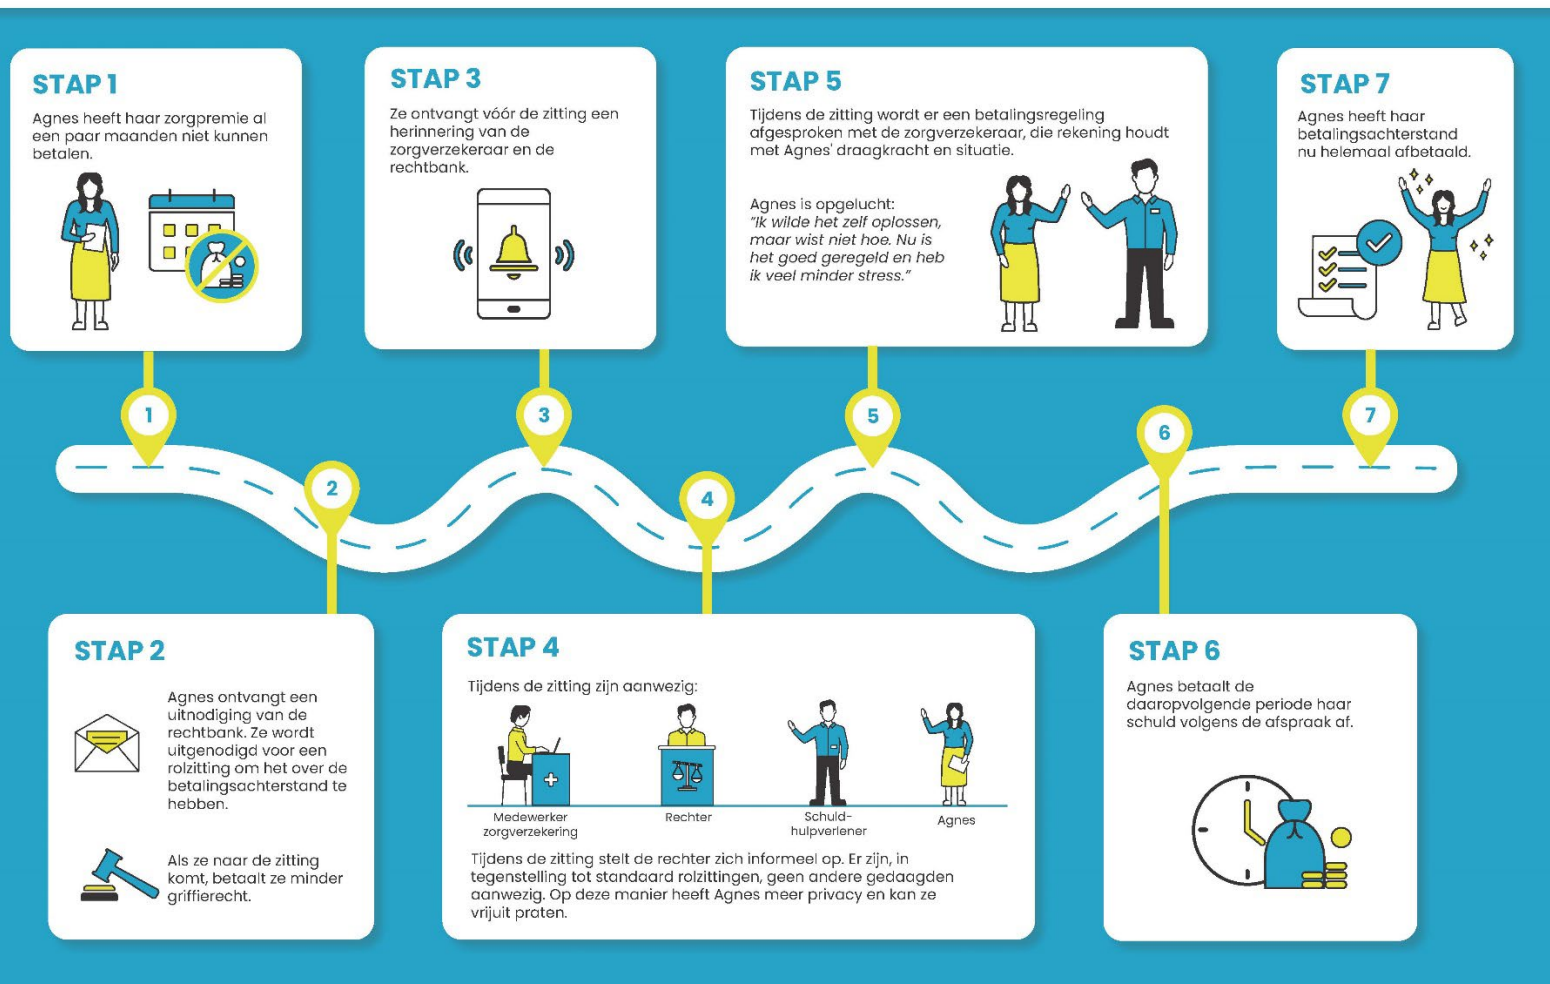 STAP 1
Agnes heeft haar zorgpremie al
een paar maanden niet kunnen
betalen.
1
STAP 2
Agnes ontvangt een
uitnodiging van de
rechtbank. Ze wordt
uitgenodigd voor een
rolzitting om het over de
betalingsachterstand te
hebben.
Als ze naar de zitting
komt, betaalt ze minder
griffierecht.
2
STAP 3
Ze ontvangt vóór de zitting een
herinnering van de
zorgverzekeraar en de
rechtbank.
3
STAP 4
Tijdens de zitting zijn aanwezig:
Medewerker
zorgverzekering
Rechter
Schuld-
hulpverlener
Agnes
Tijdens de zitting stelt de rechter zich informeel op. Er zijn, in
tegenstelling tot standaard rolzittingen, geen andere gedaagden
aanwezig. Op deze manier heeft Agnes meer privacy en kan ze
vrijuit praten.
4
STAP 5
Tijdens de zitting wordt er een betalingsregeling
afgesproken met de zorgverzekeraar, die rekening houdt
met Agnes' draagkracht en situatie.
Agnes is opgelucht:
"Ik wilde het zelf oplossen,
maar wist niet hoe. Nu is
het goed geregeld en heb
ik veel minder stress."
5
STAP 6
Agnes betaalt de
daaropvolgende periode haar
schuld volgens de afspraak af.
6
STAP 7
Agnes heeft haar
betalingsachterstand
nu helemaal afbetaald.
7